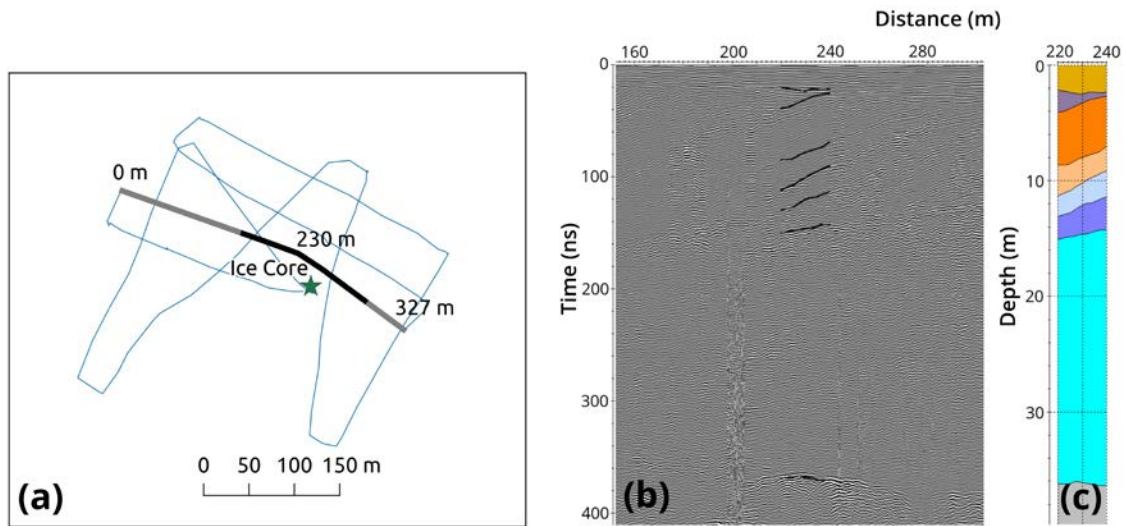 0 m
230 m
Ice Core
327 m
0 50 100 150 m
(a)
Distance (m)
160 200 240 280
Time (ns)
0
100
200
300
400
(b)
220 240
Depth (m)
0
10
20
30
(c)